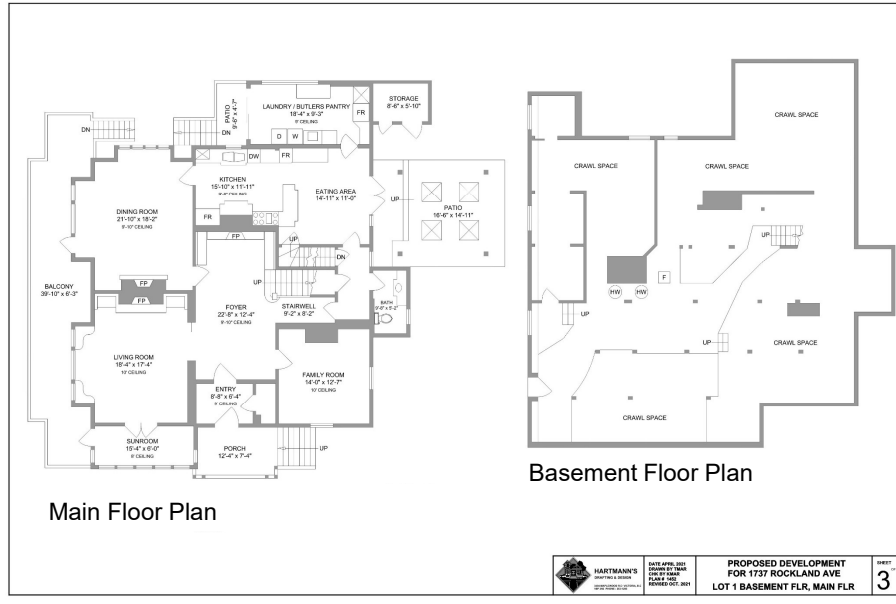 PATIO
9'-8" x 4'-7"
LAUNDRY / BUTLERS PANTRY
18'-4" x 9'-3"
9' CEILING
FR
D W
STORAGE
8'-6" x 5'-10"
DN
DN
DW
FR
KITCHEN
15'-10" x 11'-11"
FR
EATING AREA
14'-11" x 11'-0"
UP
PATIO
16'-6" x 14'-11"
DINING ROOM
21'-10" x 18'-2"
9'-10" CEILING
UP
DN
FP
BALCONY
39'-10" x 6'-3"
FP
FP
UP
FOYER
22'-8" x 12'-4"
9'-10" CEILING
STAIRWELL
9'-2" x 8'-2"
BATH
LIVING ROOM
18'-4" x 17'-4"
10' CEILING
FAMILY ROOM
14'-0" x 12'-7"
10' CEILING
ENTRY
8'-8" x 6'-4"
9' CEILING
SUNROOM
15'-4" x 6'-0"
8' CEILING
PORCH
12'-4" x 7'-4"
UP
Main Floor Plan
CRAWL SPACE
CRAWL SPACE
CRAWL SPACE
UP
F
HW HW
UP
UP
CRAWL SPACE
CRAWL SPACE
Basement Floor Plan
HARTMANN'S
DRAFTING & DESIGN
DATE APRIL 2021
DRAWN BY TMAR
CHK BY KMAR
PLAN # 1452
REVISED OCT. 2021
PROPOSED DEVELOPMENT
FOR 1737 ROCKLAND AVE
LOT 1 BASEMENT FLR, MAIN FLR
SHEET
3